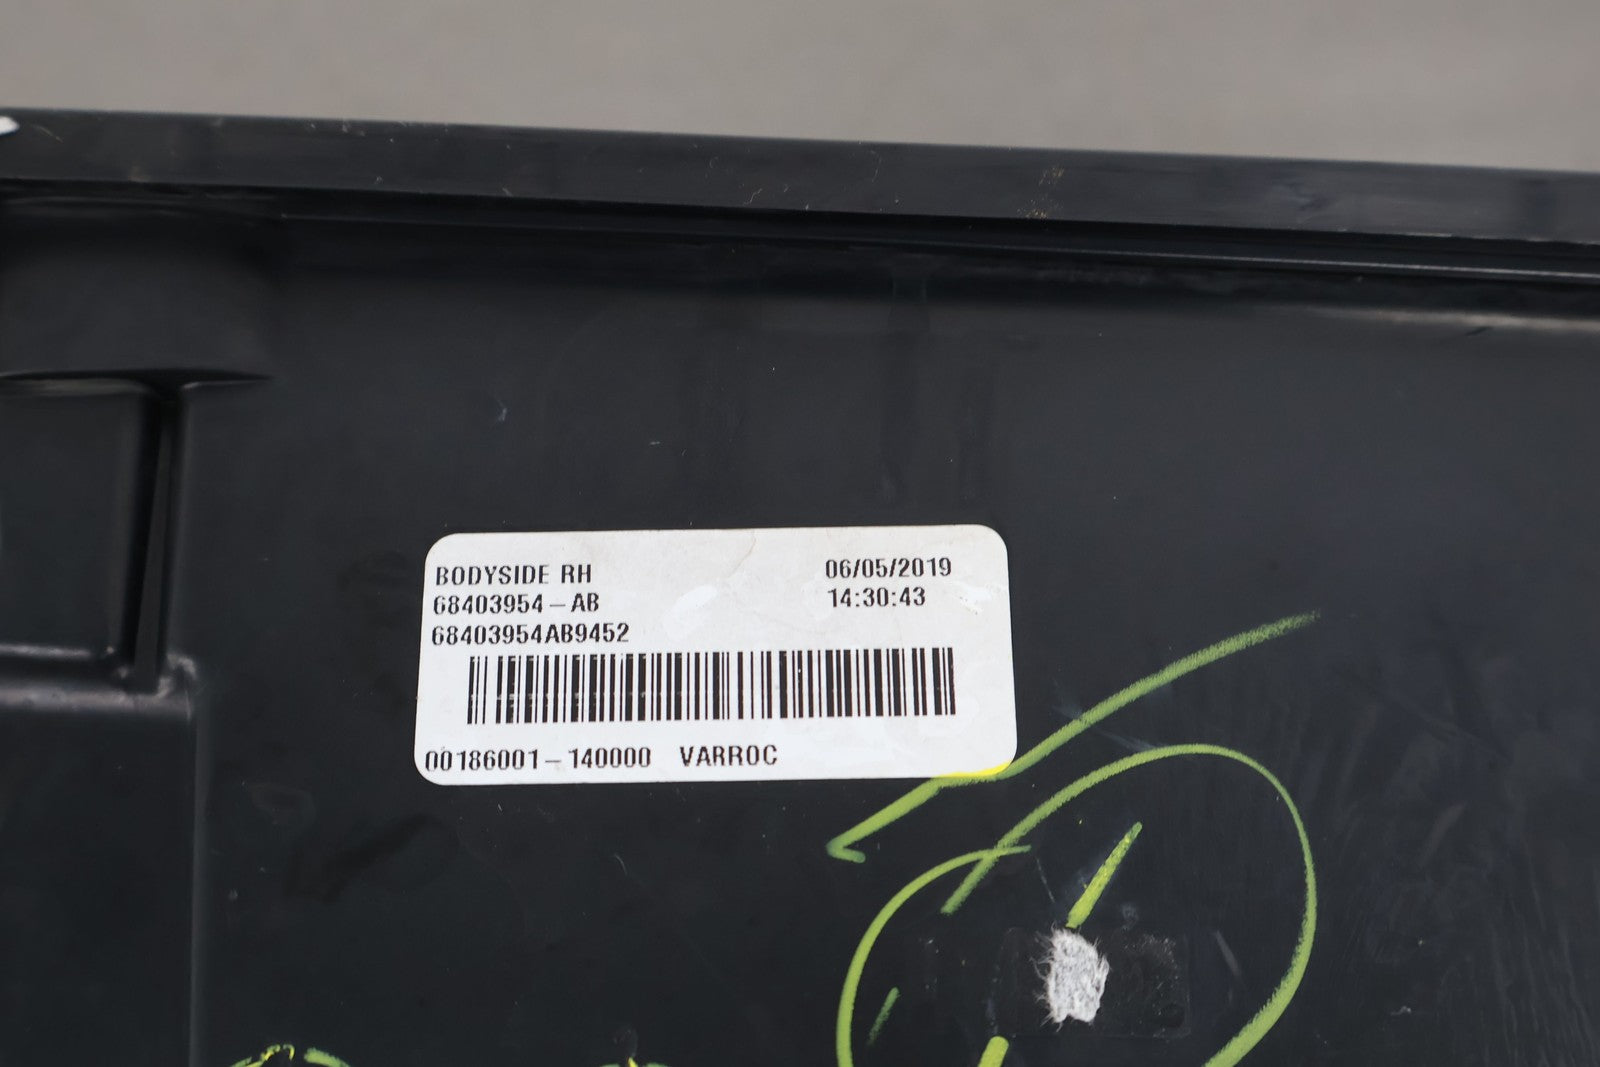 BODYSIDE RH 06/05/2019
68403954-AB 14:30:43
68403954AB9452
00186001-140000 VARROC